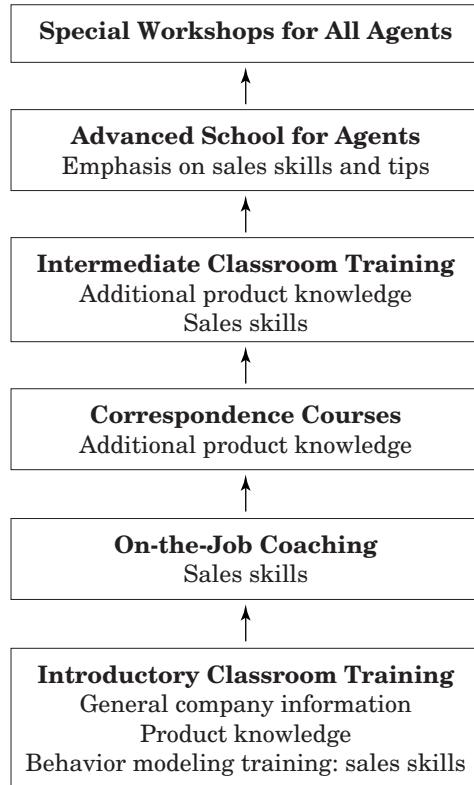 Special Workshops for All Agents
Advanced School for Agents
Emphasis on sales skills and tips
Intermediate Classroom Training
Additional product knowledge
Sales skills
Correspondence Courses
Additional product knowledge
On-the-Job Coaching
Sales skills
Introductory Classroom Training
General company information
Product knowledge
Behavior modeling training: sales skills